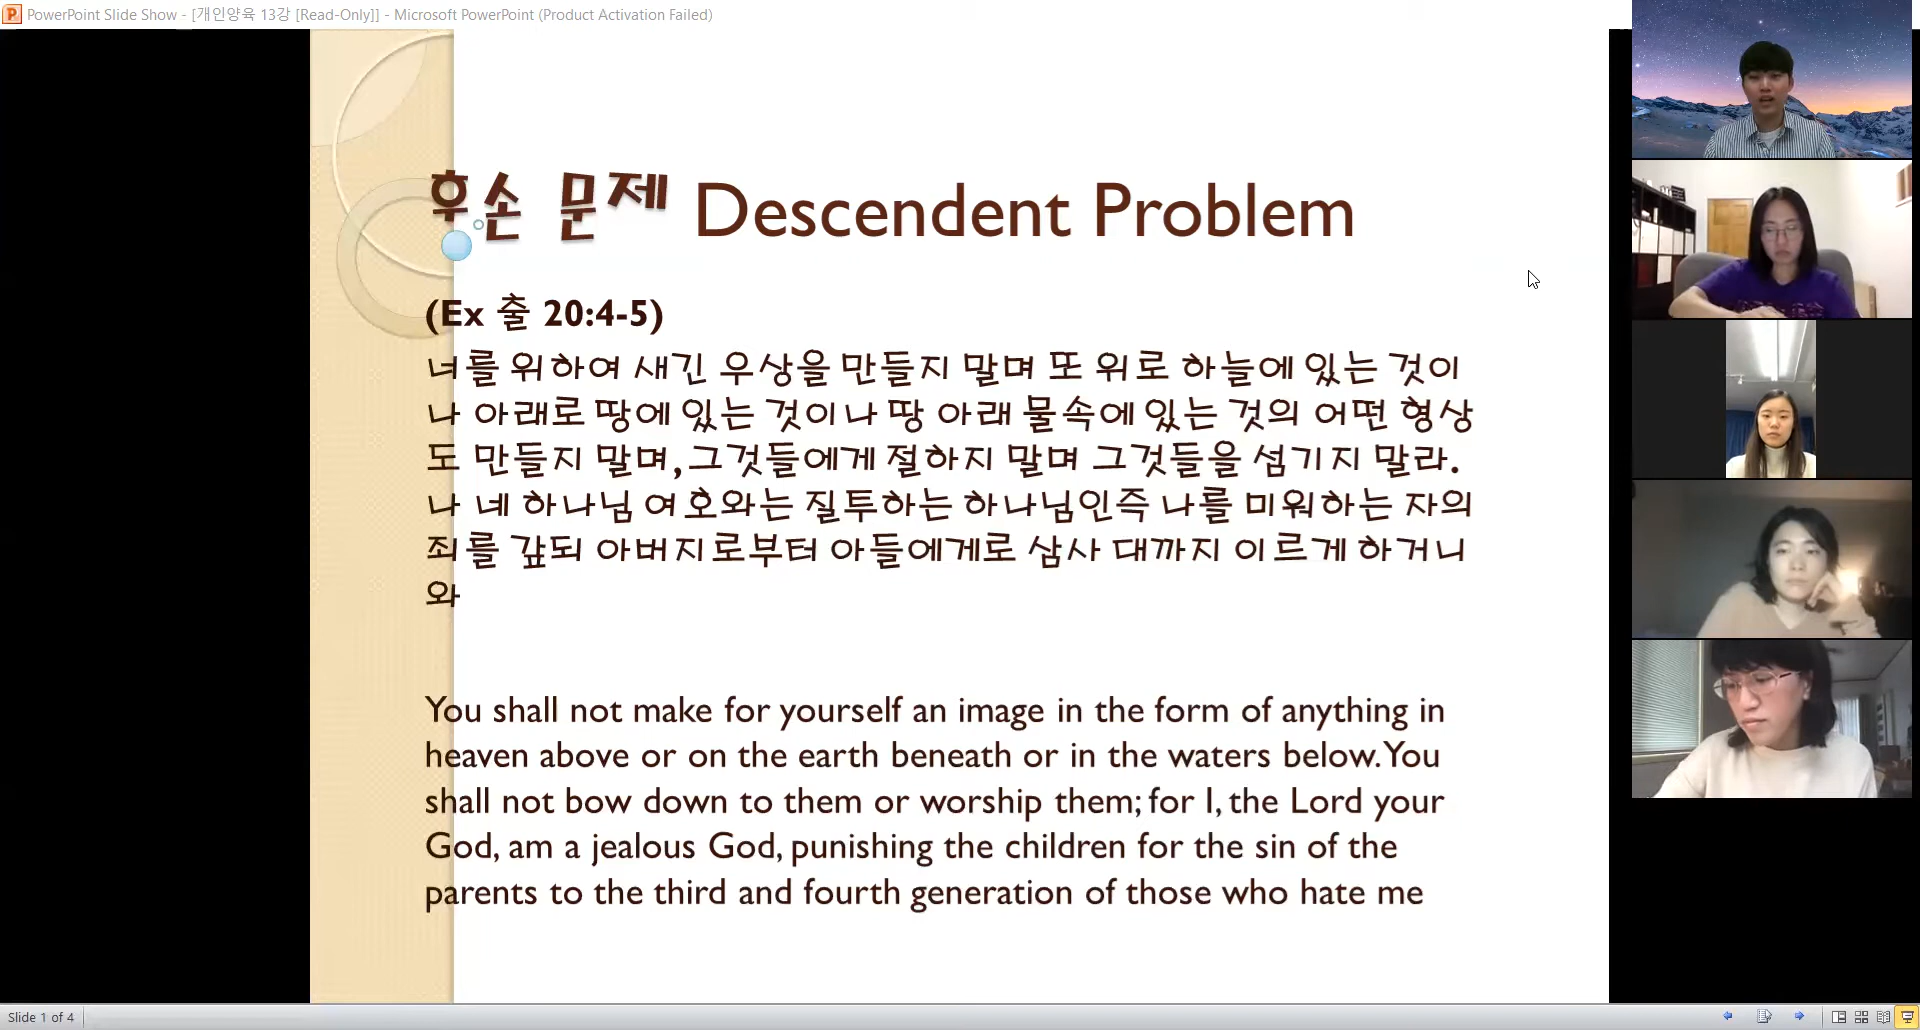 PowerPoint Slide Show - [개인양육 13강 [Read-Only]] - Microsoft PowerPoint (Product Activation Failed)
후손 문제 Descendent Problem
(Ex 출 20:4-5)
너를 위하여 새긴 우상을 만들지 말며 또 위로 하늘에 있는 것이
나 아래로 땅에 있는 것이나 땅 아래 물속에 있는 것의 어떤 형상
도 만들지 말며, 그것들에게 절하지 말며 그것들을 섬기지 말라.
나 네 하나님 여호와는 질투하는 하나님인즉 나를 미워하는 자의
죄를 갚되 아버지로부터 아들에게로 삼사 대까지 이르게 하거니
와
You shall not make for yourself an image in the form of anything in
heaven above or on the earth beneath or in the waters below. You
shall not bow down to them or worship them; for I, the Lord your
God, am a jealous God, punishing the children for the sin of the
parents to the third and fourth generation of those who hate me
Slide 1 of 4